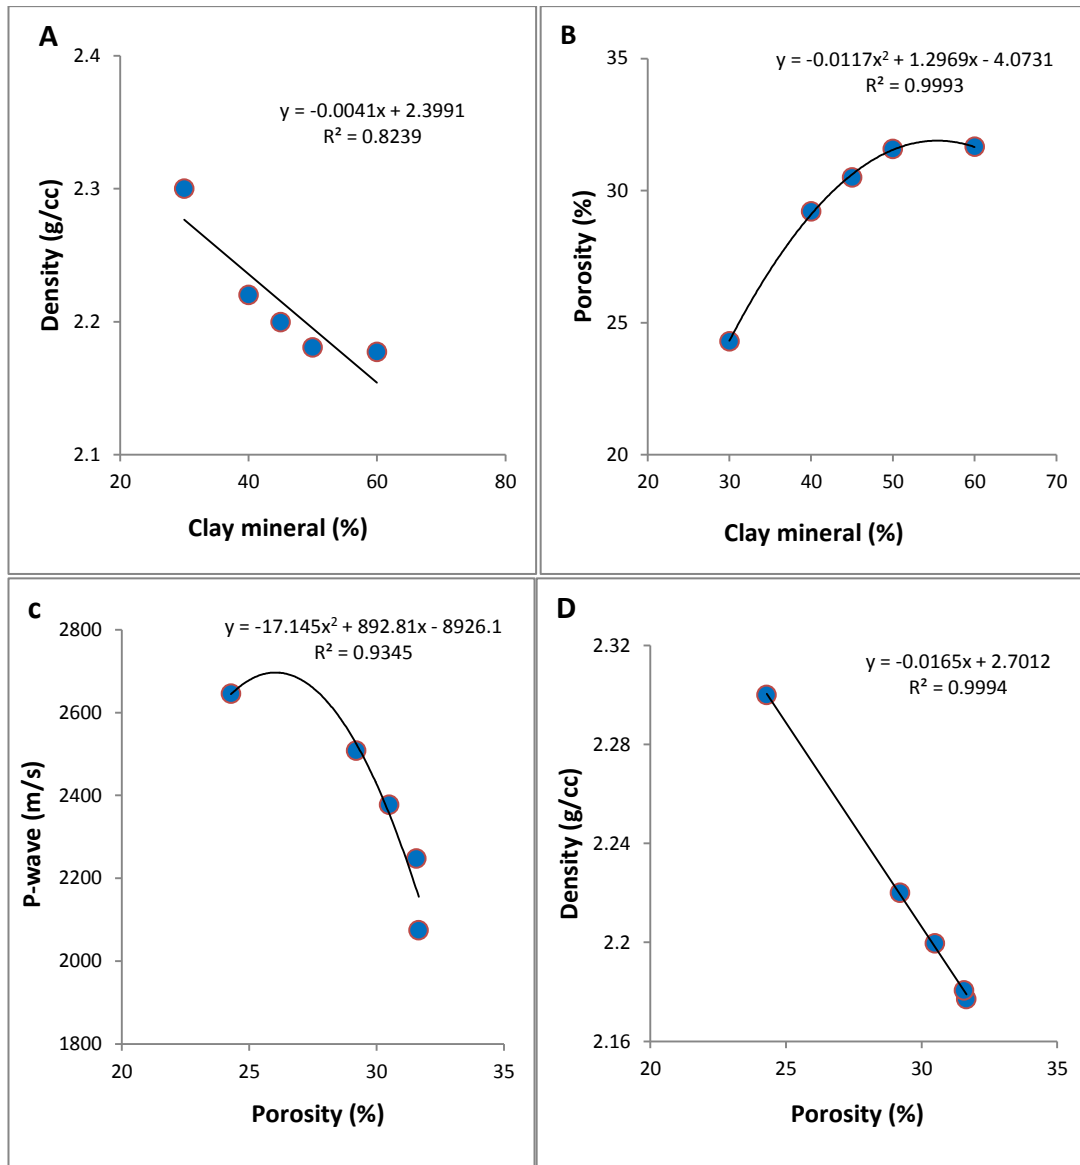 A
2.4
2.3
2.2
2.1
20
40
60
80
Density (g/cc)
Clay mineral (%)
y = -0.0041x + 2.3991
R² = 0.8239
B
35
30
25
20
20
30
40
50
60
70
Porosity (%)
Clay mineral (%)
y = -0.0117x² + 1.2969x - 4.0731
R² = 0.9993
c
2800
2600
2400
2200
2000
1800
20
25
30
35
P-wave (m/s)
Porosity (%)
y = -17.145x² + 892.81x - 8926.1
R² = 0.9345
D
2.32
2.28
2.24
2.2
2.16
20
25
30
35
Density (g/cc)
Porosity (%)
y = -0.0165x + 2.7012
R² = 0.9994